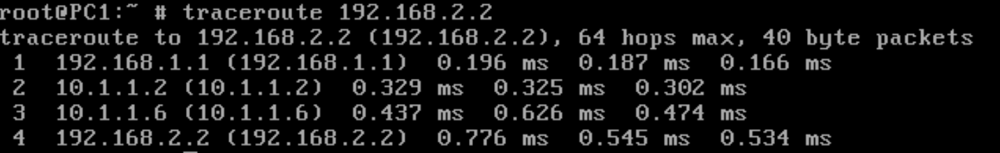 root@PC1:~ # traceroute 192.168.2.2
traceroute to 192.168.2.2 (192.168.2.2), 64 hops max, 40 byte packets
1 192.168.1.1 (192.168.1.1) 0.196 ms 0.187 ms 0.166 ms
2 10.1.1.2 (10.1.1.2) 0.329 ms 0.325 ms 0.302 ms
3 10.1.1.6 (10.1.1.6) 0.437 ms 0.626 ms 0.474 ms
4 192.168.2.2 (192.168.2.2) 0.776 ms 0.545 ms 0.534 ms